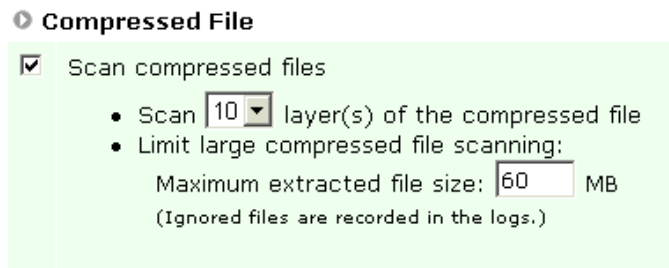 Compressed File
Scan compressed files
• Scan 10 layer(s) of the compressed file
• Limit large compressed file scanning:
Maximum extracted file size: 60 MB
(Ignored files are recorded in the logs.)